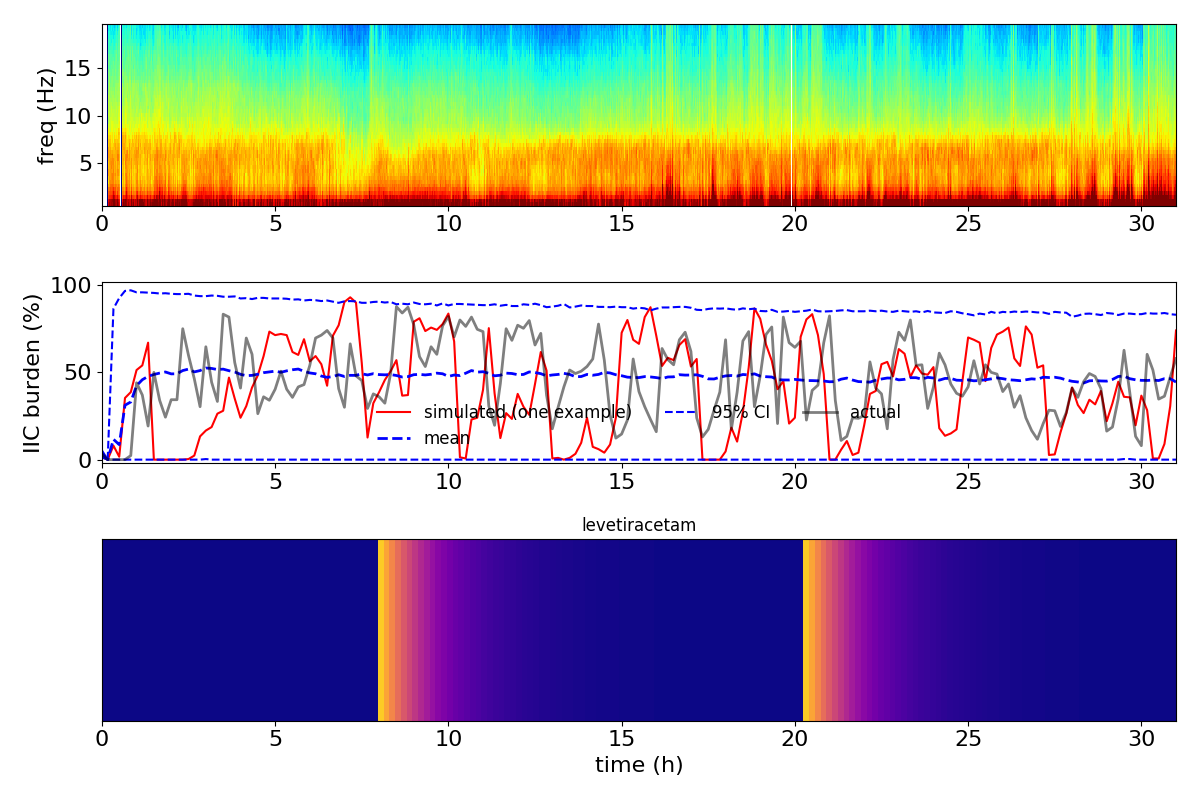 freq (Hz)
15
10
5
0 5 10 15 20 25 30
IIC burden (%)
100
50
0
simulated (one example) 95% CI actual
mean
0 5 10 15 20 25 30
levetiracetam
0 5 10 15 20 25 30
time (h)